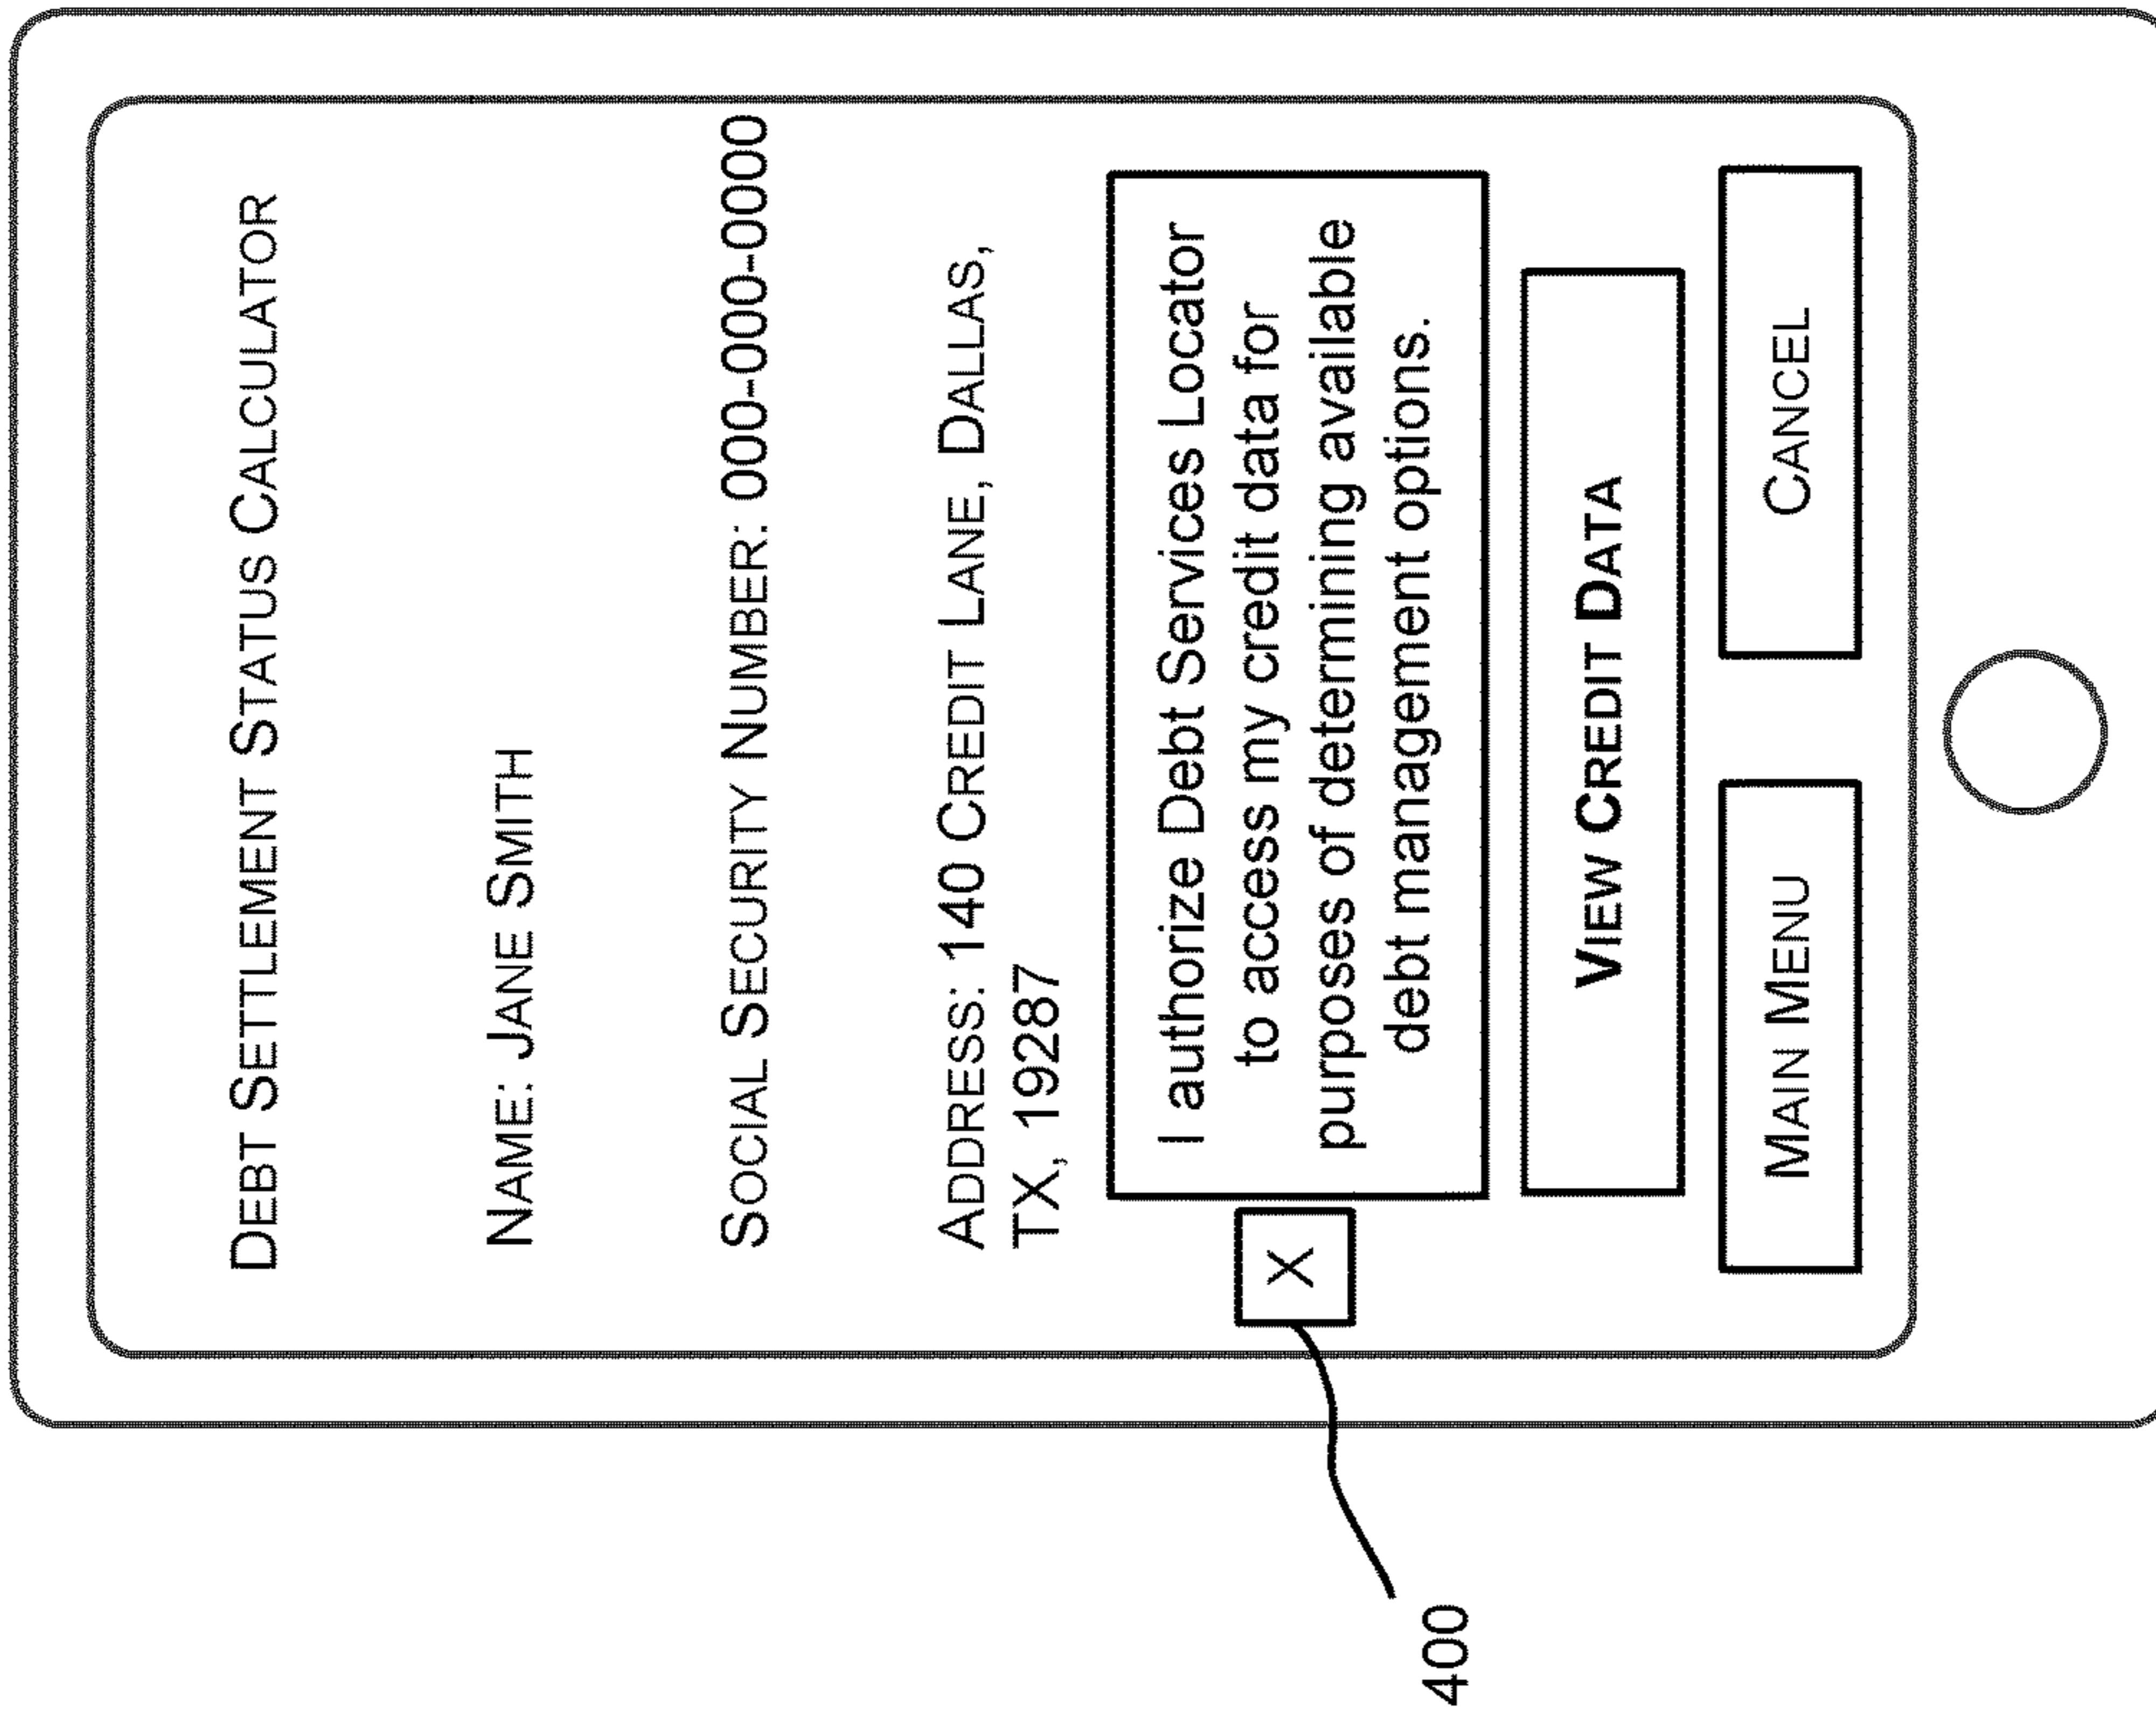 DEBT SETTLEMENT STATUS CALCULATOR
NAME: JANE SMITH
SOCIAL SECURITY NUMBER: 000-000-0000
ADDRESS: 140 CREDIT LANE, DALLAS,
TX, 19287
X
I authorize Debt Services Locator
to access my credit data for
purposes of determining available
debt management options.
VIEW CREDIT DATA
MAIN MENU
CANCEL
400